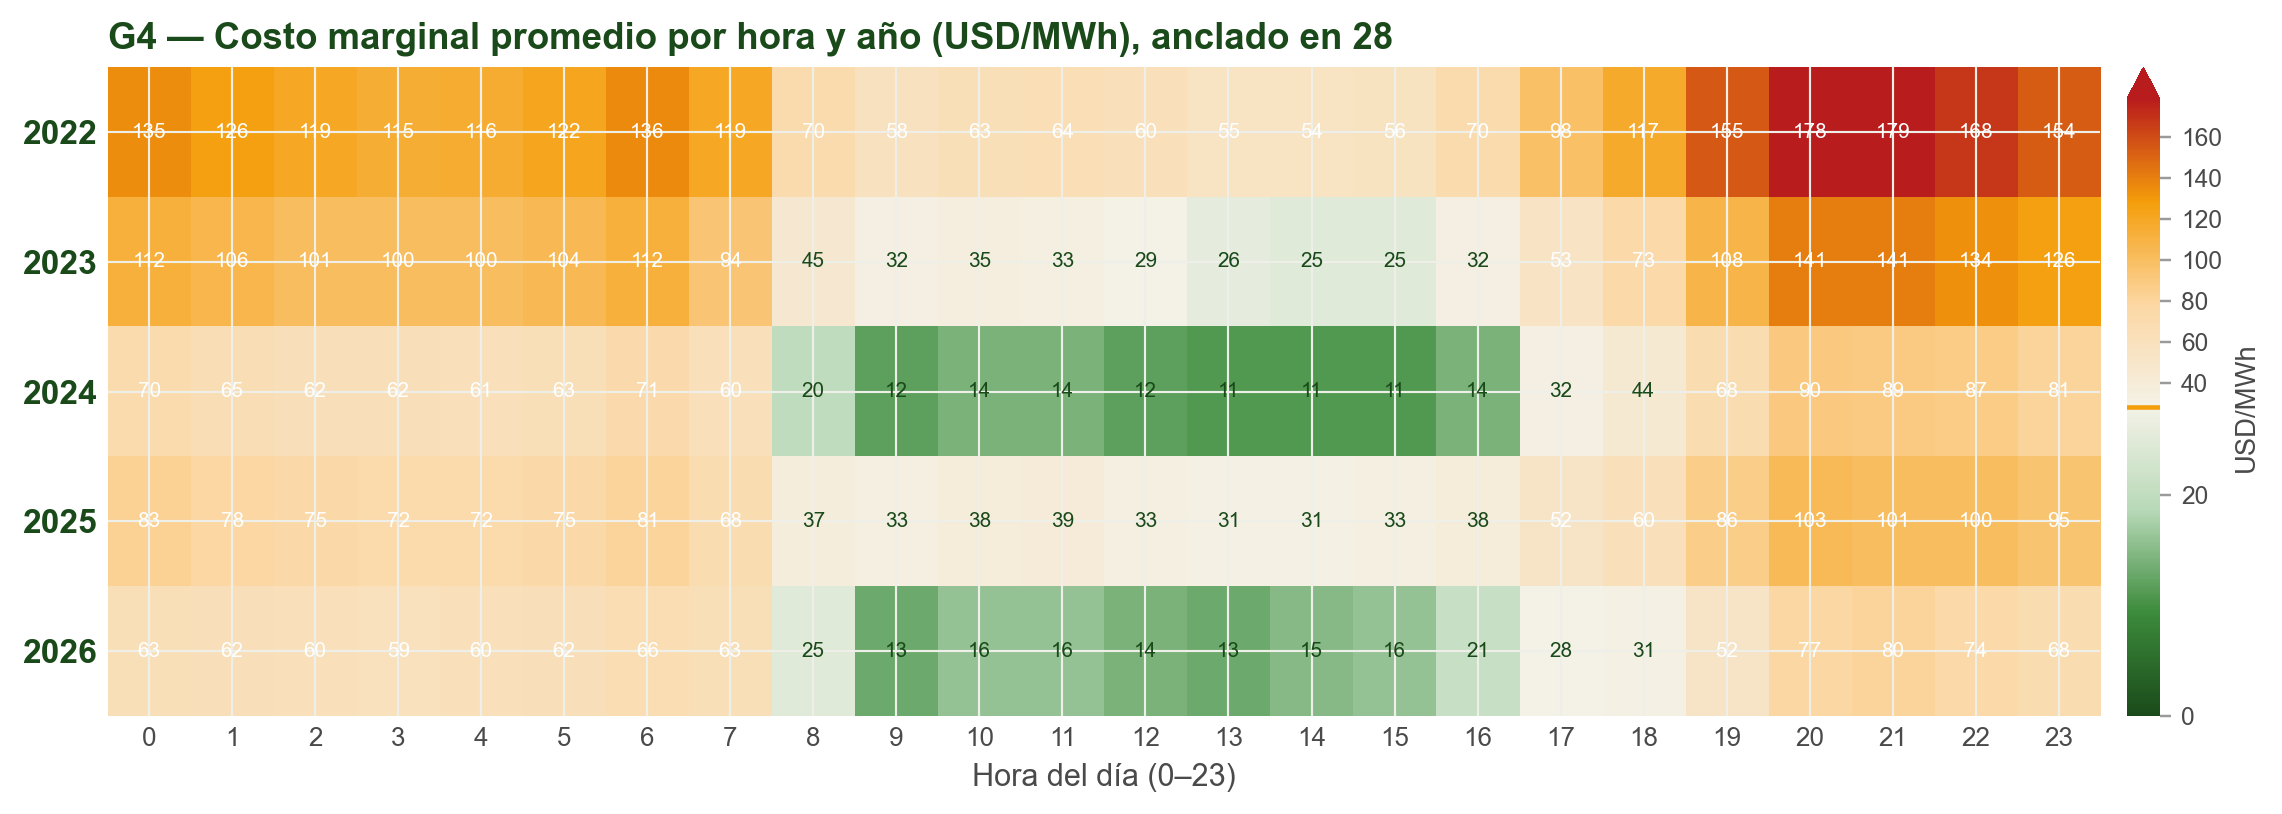 G4 — Costo marginal promedio por hora y año (USD/MWh), anclado en 28
2022 135 126 119 115 116 122 136 119 70 58 63 64 60 55 54 56 70 98 117 155 178 179 168 154
2023 112 106 101 100 100 104 112 94 45 32 35 33 29 26 25 25 32 53 73 108 141 141 134 126
2024 70 65 62 62 61 63 71 60 20 12 14 14 12 11 11 11 14 32 44 68 90 89 87 81
2025 83 78 75 72 72 75 81 68 37 33 38 39 33 31 31 33 38 52 60 86 103 101 100 95
2026 63 62 60 59 60 62 66 63 25 13 16 16 14 13 15 16 21 28 31 52 77 80 74 68
0 1 2 3 4 5 6 7 8 9 10 11 12 13 14 15 16 17 18 19 20 21 22 23
Hora del día (0–23)
160
140
120
100
80
60
40
20
0
USD/MWh